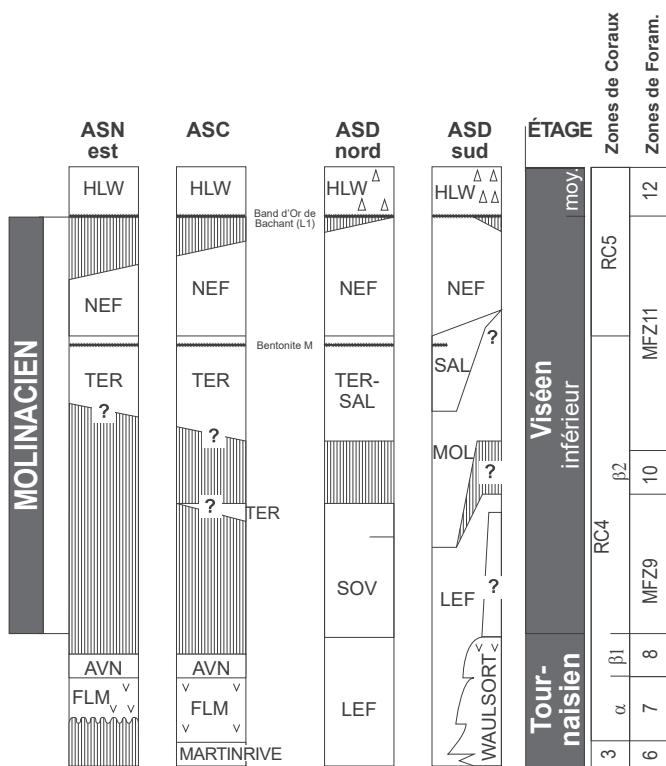 ASN
est
ASC
ASD
nord
ASD
sud
ÉTAGE
Zones de Coraux
Zones de Foram.
HLW
HLW
HLW
HLW
moy.
12
Band d'Or de
Bachant (L1)
NEF
NEF
NEF
NEF
RC5
MFZ11
Bentonite M
?
TER
TER
TER-
SAL
SAL
?
?
MOL
?
MOLINACIEN
Viséen
inférieur
β2
10
?
TER
RC4
MFZ9
SOV
LEF
?
AVN
AVN
β1
8
FLM
FLM
LEF
WAULSORT
Tour-
naisien
α
7
MARTINRIVE
3
6